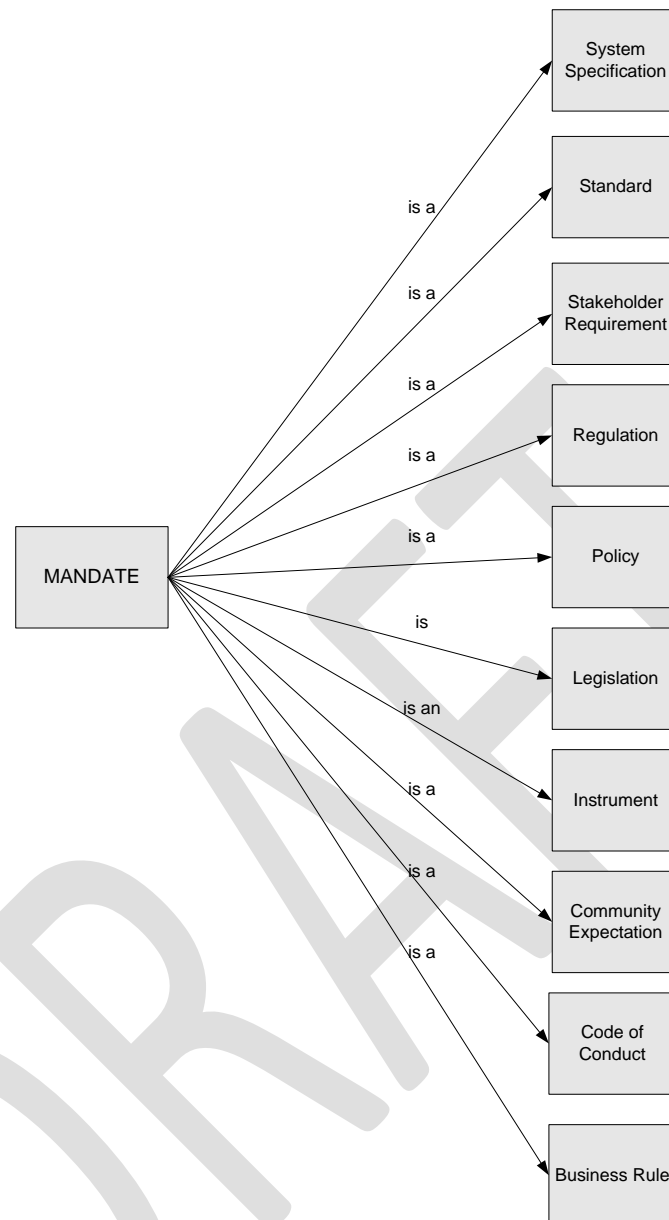 System
Specification
is a
Standard
is a
Stakeholder
Requirement
is a
Regulation
is a
Policy
is a
MANDATE
is
Legislation
is an
Instrument
is a
Community
Expectation
is a
Code of
Conduct
is a
Business Rule
DRAFT